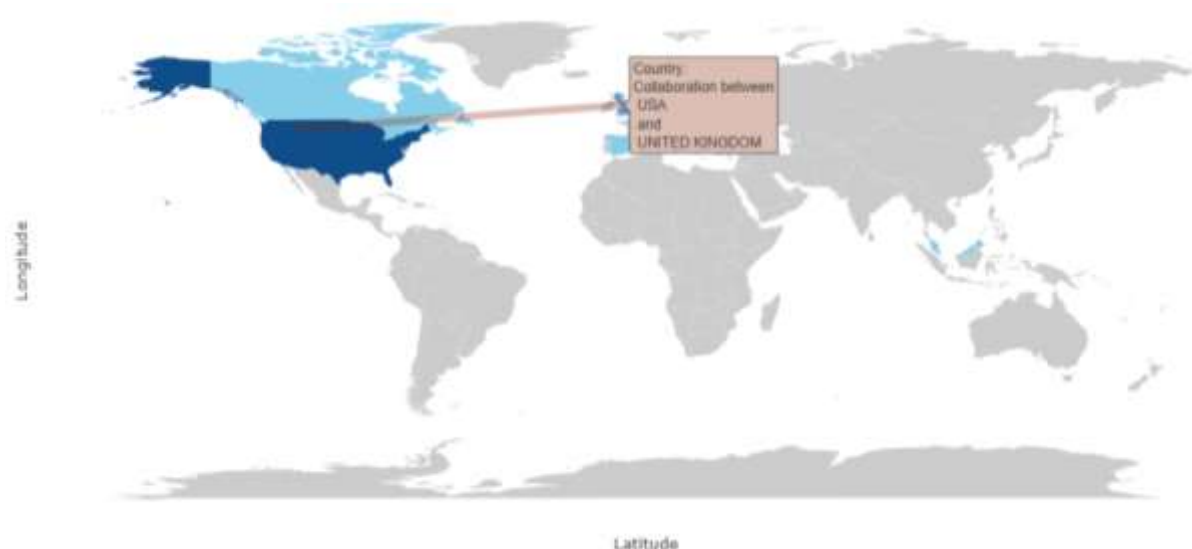 Country:
Collaboration between
USA
and
UNITED KINGDOM
Longitude
Latitude